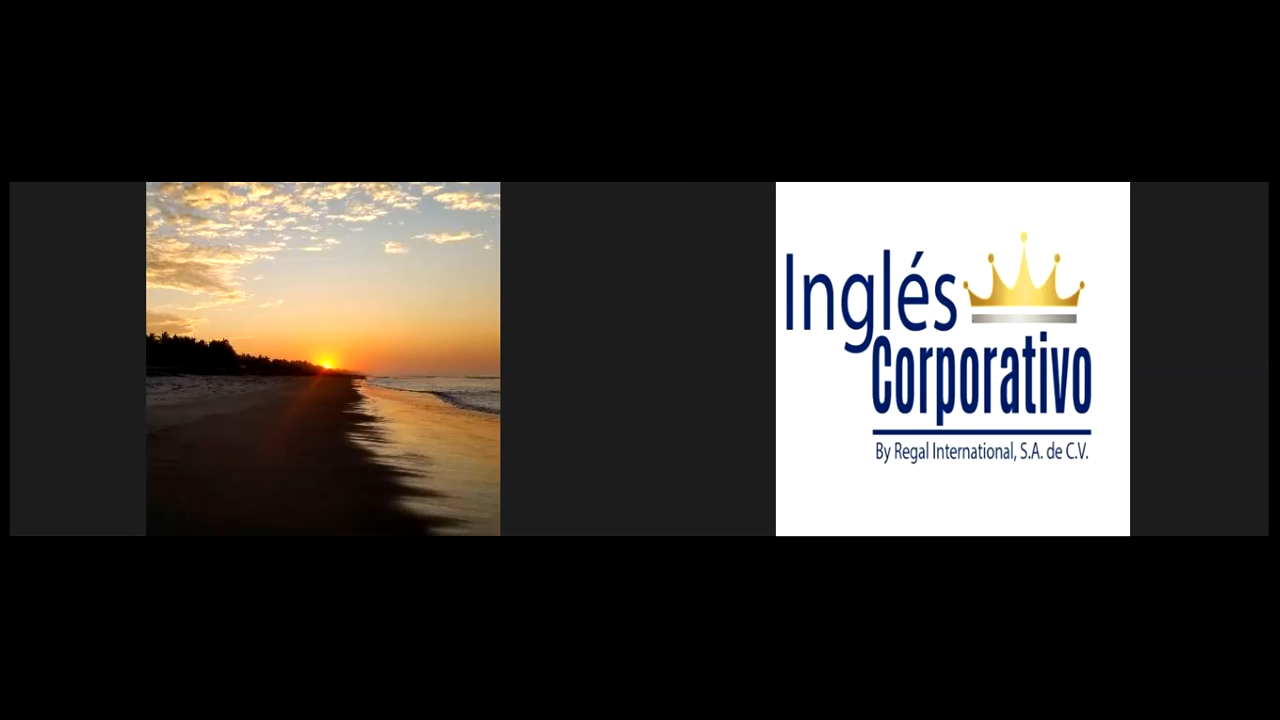 Inglés
Corporativo
By Regal International, S.A. de C.V.